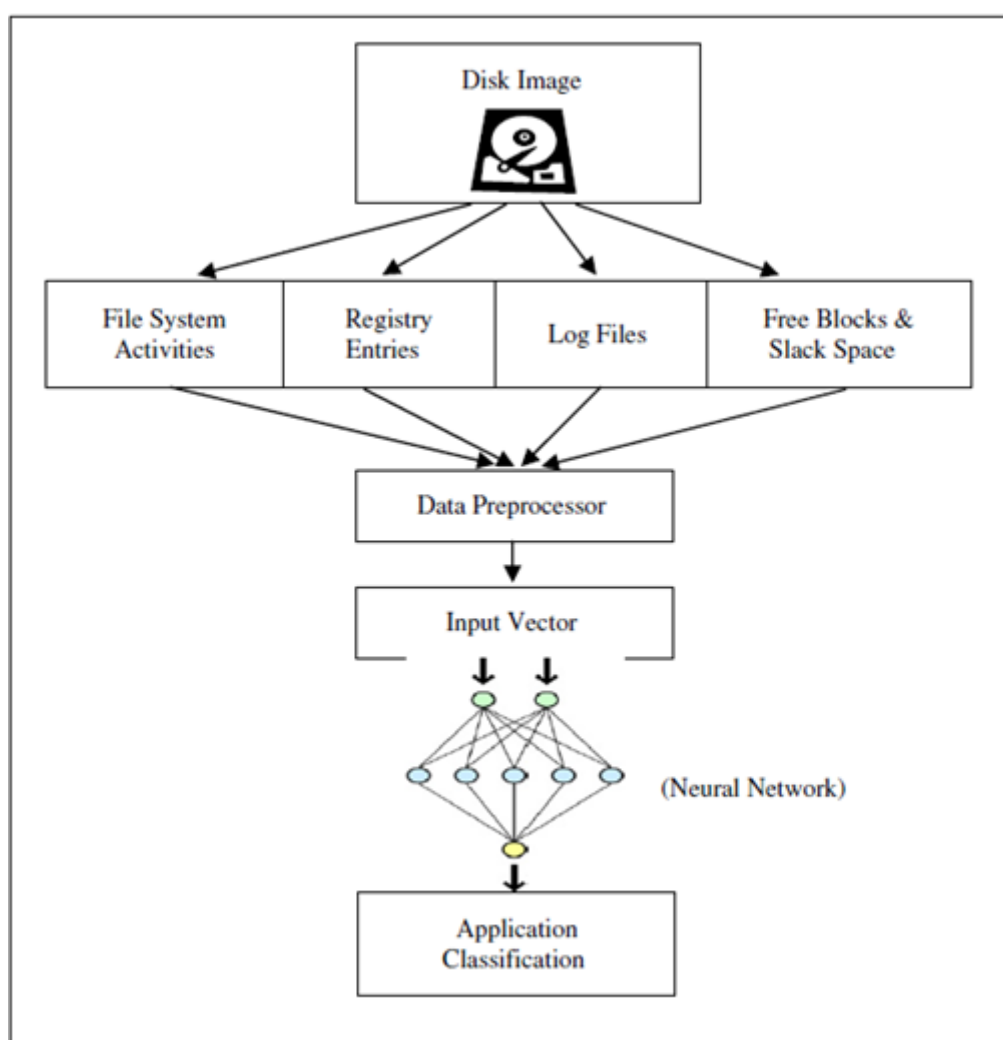 Disk Image
File System
Activities
Registry
Entries
Log Files
Free Blocks &
Slack Space
Data Preprocessor
Input Vector
(Neural Network)
Application
Classification